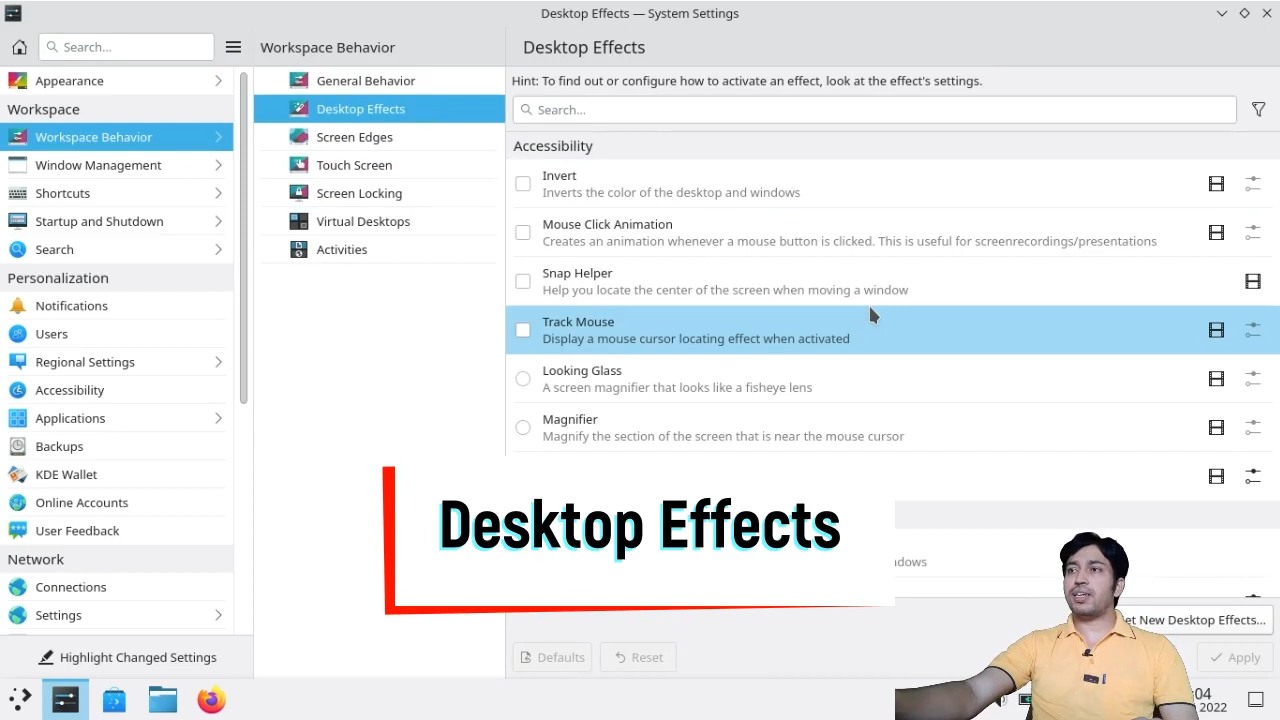 Desktop Effects — System Settings
Search...
Workspace Behavior
Desktop Effects
Appearance
Workspace
Workspace Behavior
Window Management
Shortcuts
Startup and Shutdown
Search
Personalization
Notifications
Users
Regional Settings
Accessibility
Applications
Backups
KDE Wallet
Online Accounts
User Feedback
Network
Connections
Settings
Highlight Changed Settings
General Behavior
Desktop Effects
Screen Edges
Touch Screen
Screen Locking
Virtual Desktops
Activities
Hint: To find out or configure how to activate an effect, look at the effect's settings.
Search...
Accessibility
Invert
Inverts the color of the desktop and windows
Mouse Click Animation
Creates an animation whenever a mouse button is clicked. This is useful for screenrecordings/presentations
Snap Helper
Help you locate the center of the screen when moving a window
Track Mouse
Display a mouse cursor locating effect when activated
Looking Glass
A screen magnifier that looks like a fisheye lens
Magnifier
Magnify the section of the screen that is near the mouse cursor
Desktop Effects
New Desktop Effects...
Defaults
Reset
Apply
2022